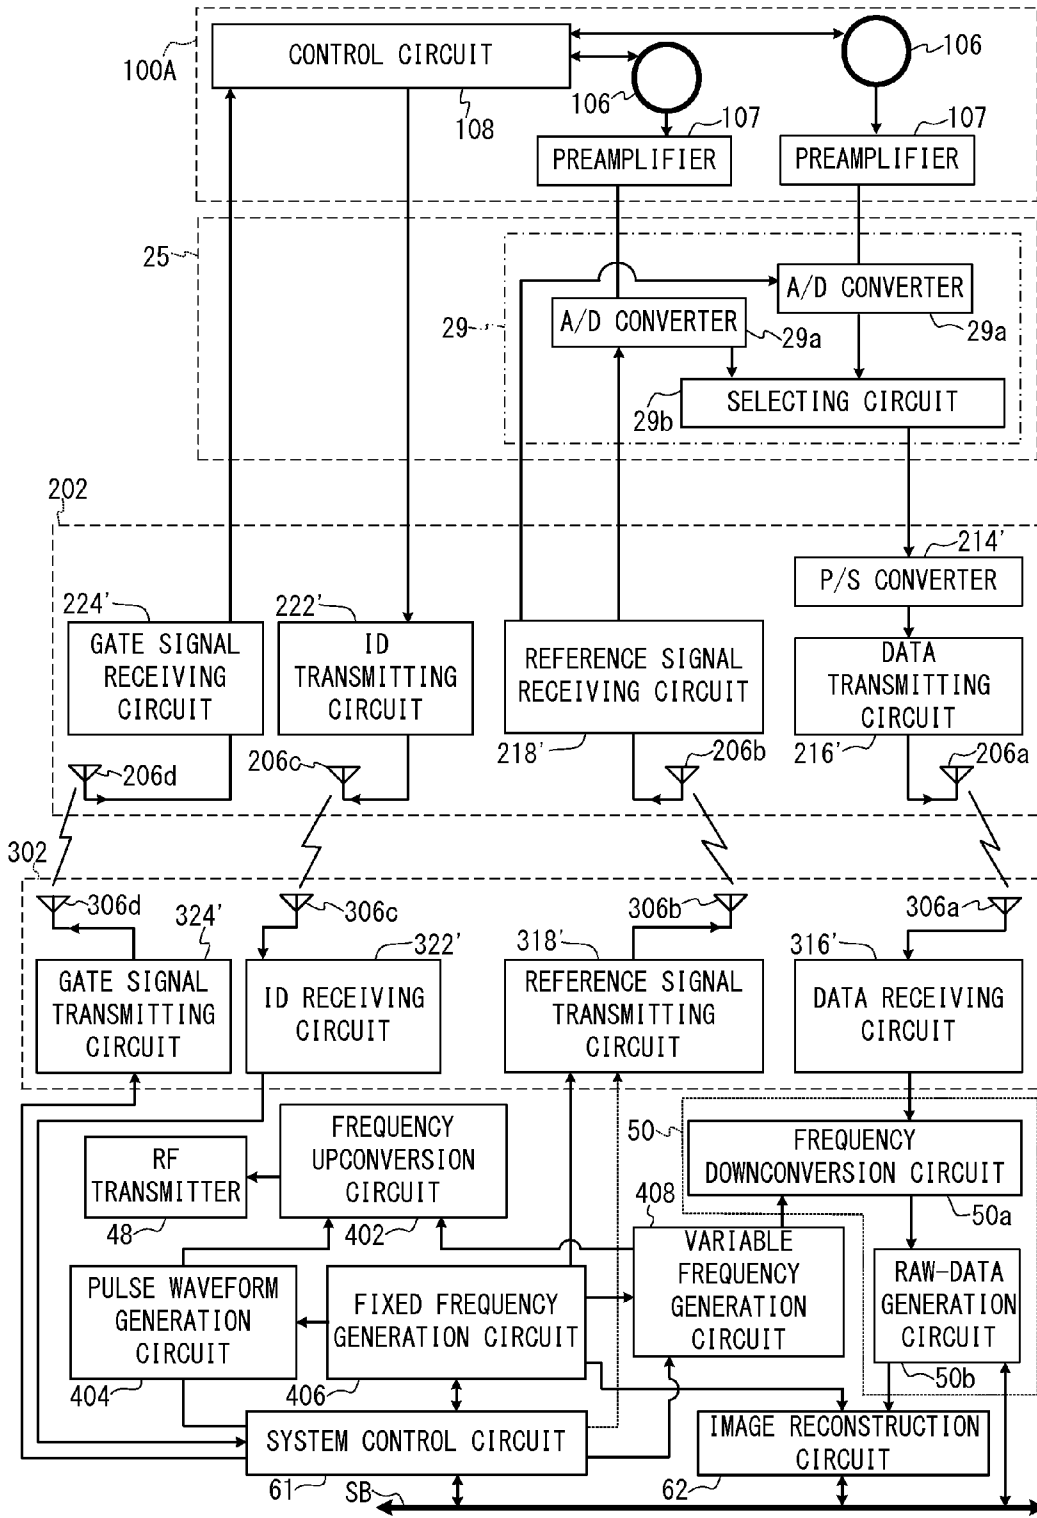 CONTROL CIRCUIT
100A
108
106
106
107
PREAMPLIFIER
107
PREAMPLIFIER
25
29
A/D CONVERTER
29a
A/D CONVERTER
29a
29b
SELECTING CIRCUIT
202
214'
P/S CONVERTER
224'
GATE SIGNAL
RECEIVING
CIRCUIT
222'
ID
TRANSMITTING
CIRCUIT
REFERENCE SIGNAL
RECEIVING CIRCUIT
218'
DATA
TRANSMITTING
CIRCUIT
216'
206d
206c
206b
206a
302
306d
306c
306b
306a
324'
GATE SIGNAL
TRANSMITTING
CIRCUIT
322'
ID RECEIVING
CIRCUIT
318'
REFERENCE SIGNAL
TRANSMITTING
CIRCUIT
316'
DATA RECEIVING
CIRCUIT
RF
TRANSMITTER
48
FREQUENCY
UPCONVERSION
CIRCUIT
402
50
FREQUENCY
DOWNCONVERSION CIRCUIT
50a
408
VARIABLE
FREQUENCY
GENERATION
CIRCUIT
RAW-DATA
GENERATION
CIRCUIT
50b
PULSE WAVEFORM
GENERATION
CIRCUIT
404
FIXED FREQUENCY
GENERATION CIRCUIT
406
SYSTEM CONTROL CIRCUIT
61
IMAGE RECONSTRUCTION
CIRCUIT
62
SB